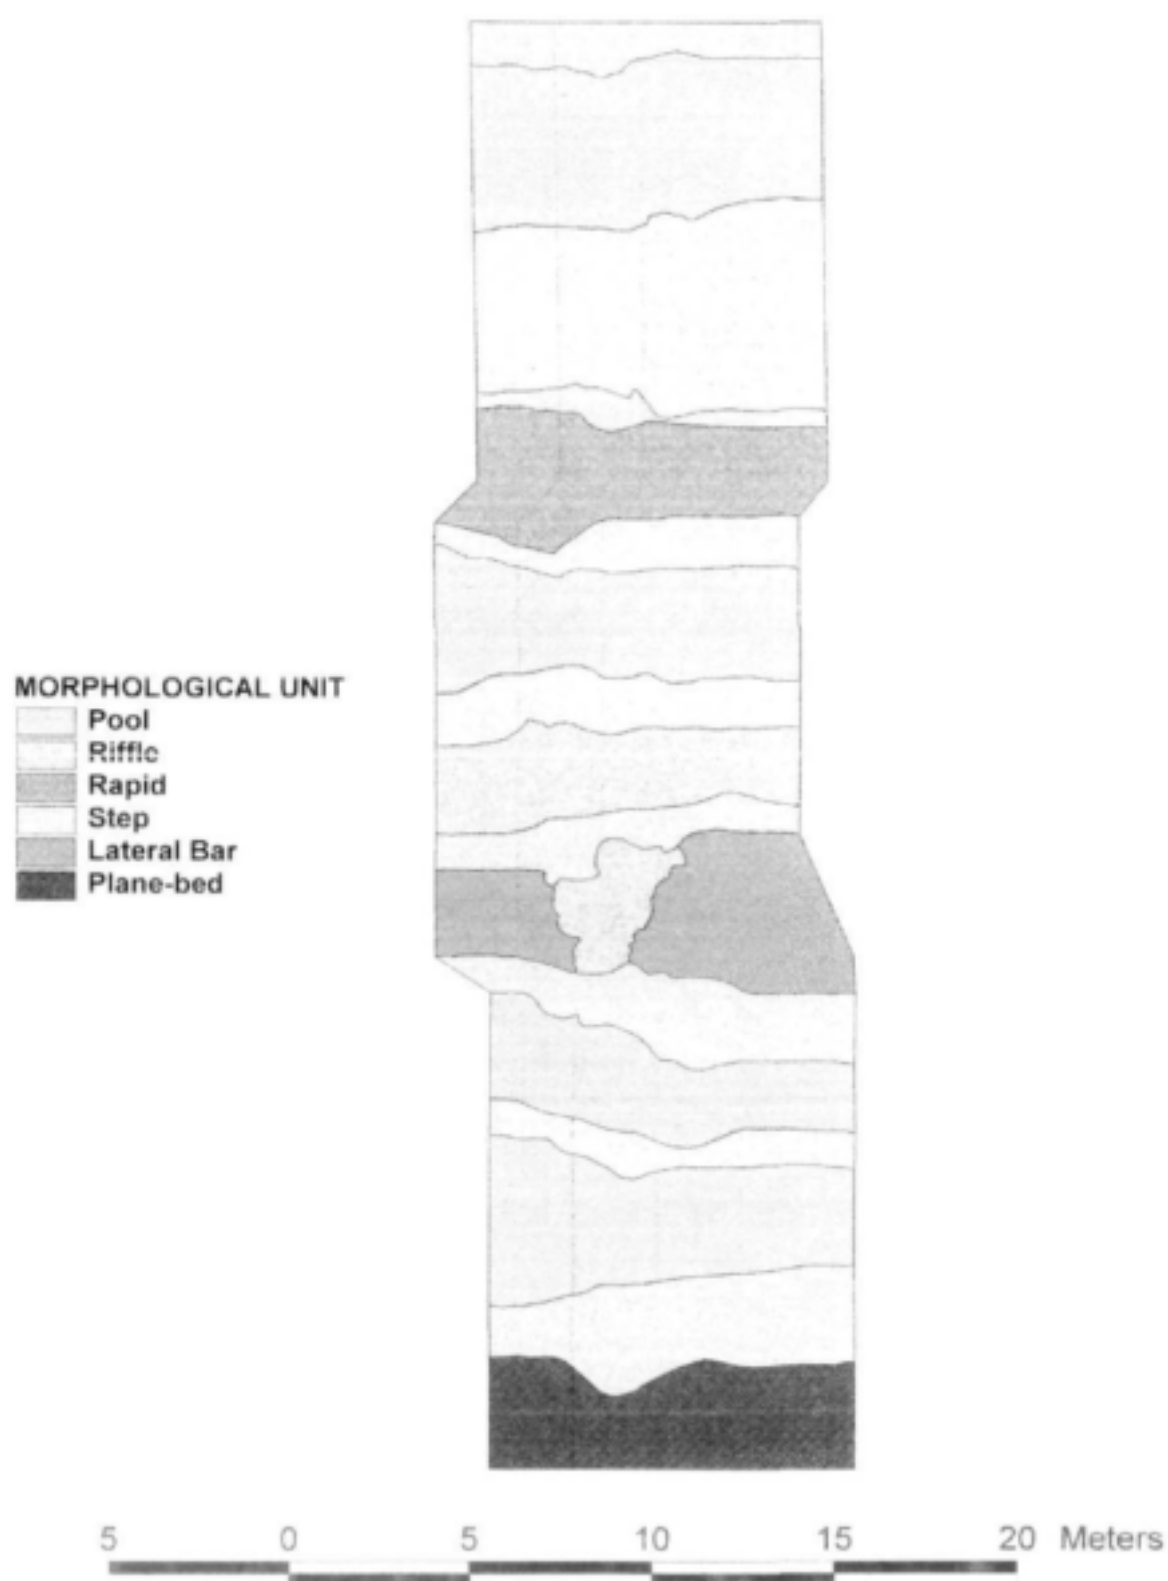 MORPHOLOGICAL UNIT
Pool
Riffle
Rapid
Step
Lateral Bar
Plane-bed
5 0 5 10 15 20 Meters